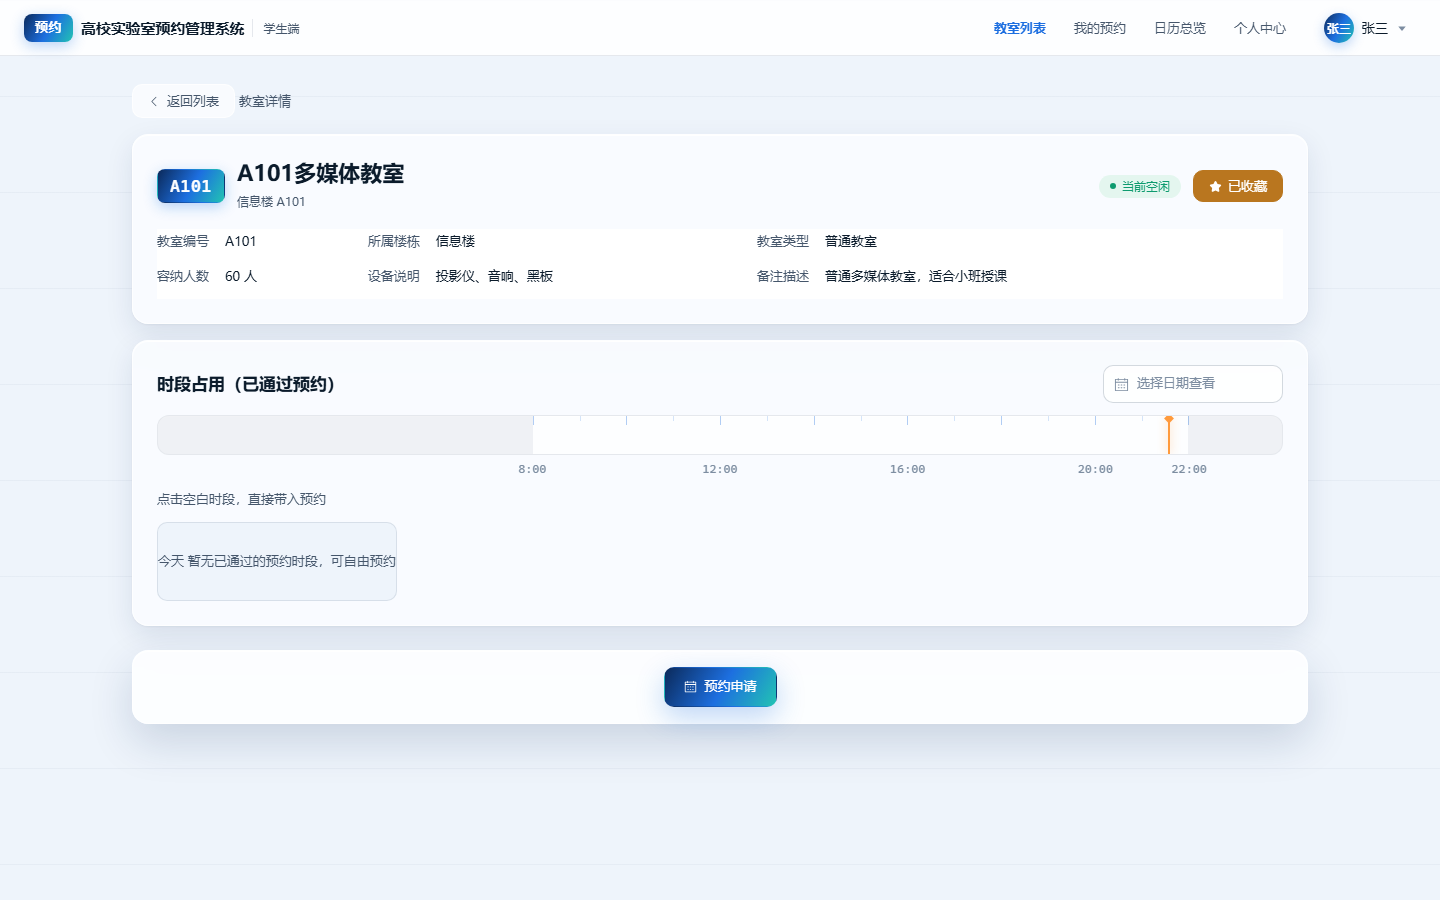 预约 高校实验室预约管理系统 学生端 教室列表 我的预约 日历总览 个人中心 张三 张三
返回列表 教室详情
A101 A101多媒体教室 当前空闲 已收藏
信息楼 A101
教室编号 A101 所属楼栋 信息楼 教室类型 普通教室
容纳人数 60 人 设备说明 投影仪、音响、黑板 备注描述 普通多媒体教室，适合小班授课
时段占用（已通过预约） 选择日期查看
8:00 12:00 16:00 20:00 22:00
点击空白时段，直接带入预约
今天 暂无已通过的预约时段，可自由预约
预约申请